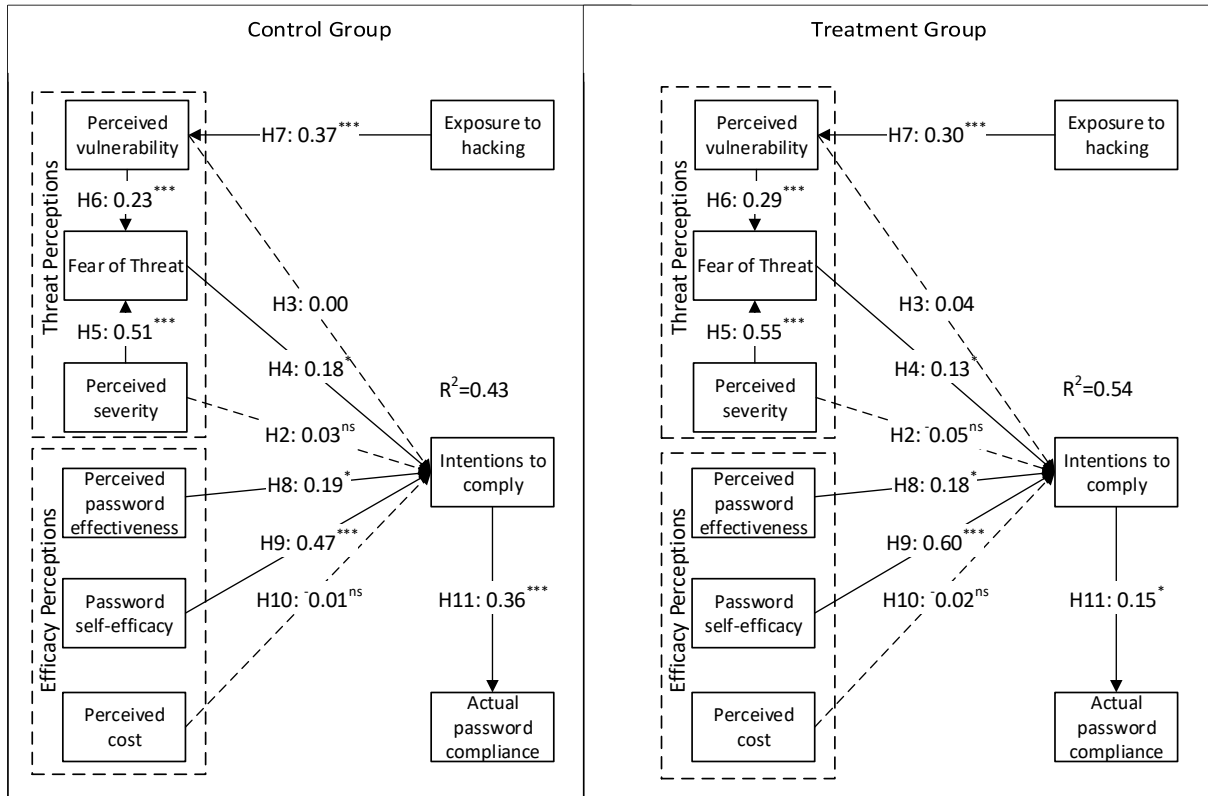 Control Group
Threat Perceptions
Perceived
vulnerability
H7: 0.37***
Exposure to
hacking
H6: 0.23***
Fear of Threat
H3: 0.00
H5: 0.51***
H4: 0.18*
Perceived
severity
R²=0.43
H2: 0.03ns
Efficacy Perceptions
Perceived
password
effectiveness
H8: 0.19*
Intentions to
comply
H9: 0.47***
Password
self-efficacy
H10: -0.01ns
H11: 0.36***
Perceived
cost
Actual
password
compliance
Treatment Group
Threat Perceptions
Perceived
vulnerability
H7: 0.30***
Exposure to
hacking
H6: 0.29***
Fear of Threat
H3: 0.04
H5: 0.55***
H4: 0.13*
Perceived
severity
R²=0.54
H2: -0.05ns
Efficacy Perceptions
Perceived
password
effectiveness
H8: 0.18*
Intentions to
comply
H9: 0.60***
Password
self-efficacy
H10: -0.02ns
H11: 0.15*
Perceived
cost
Actual
password
compliance